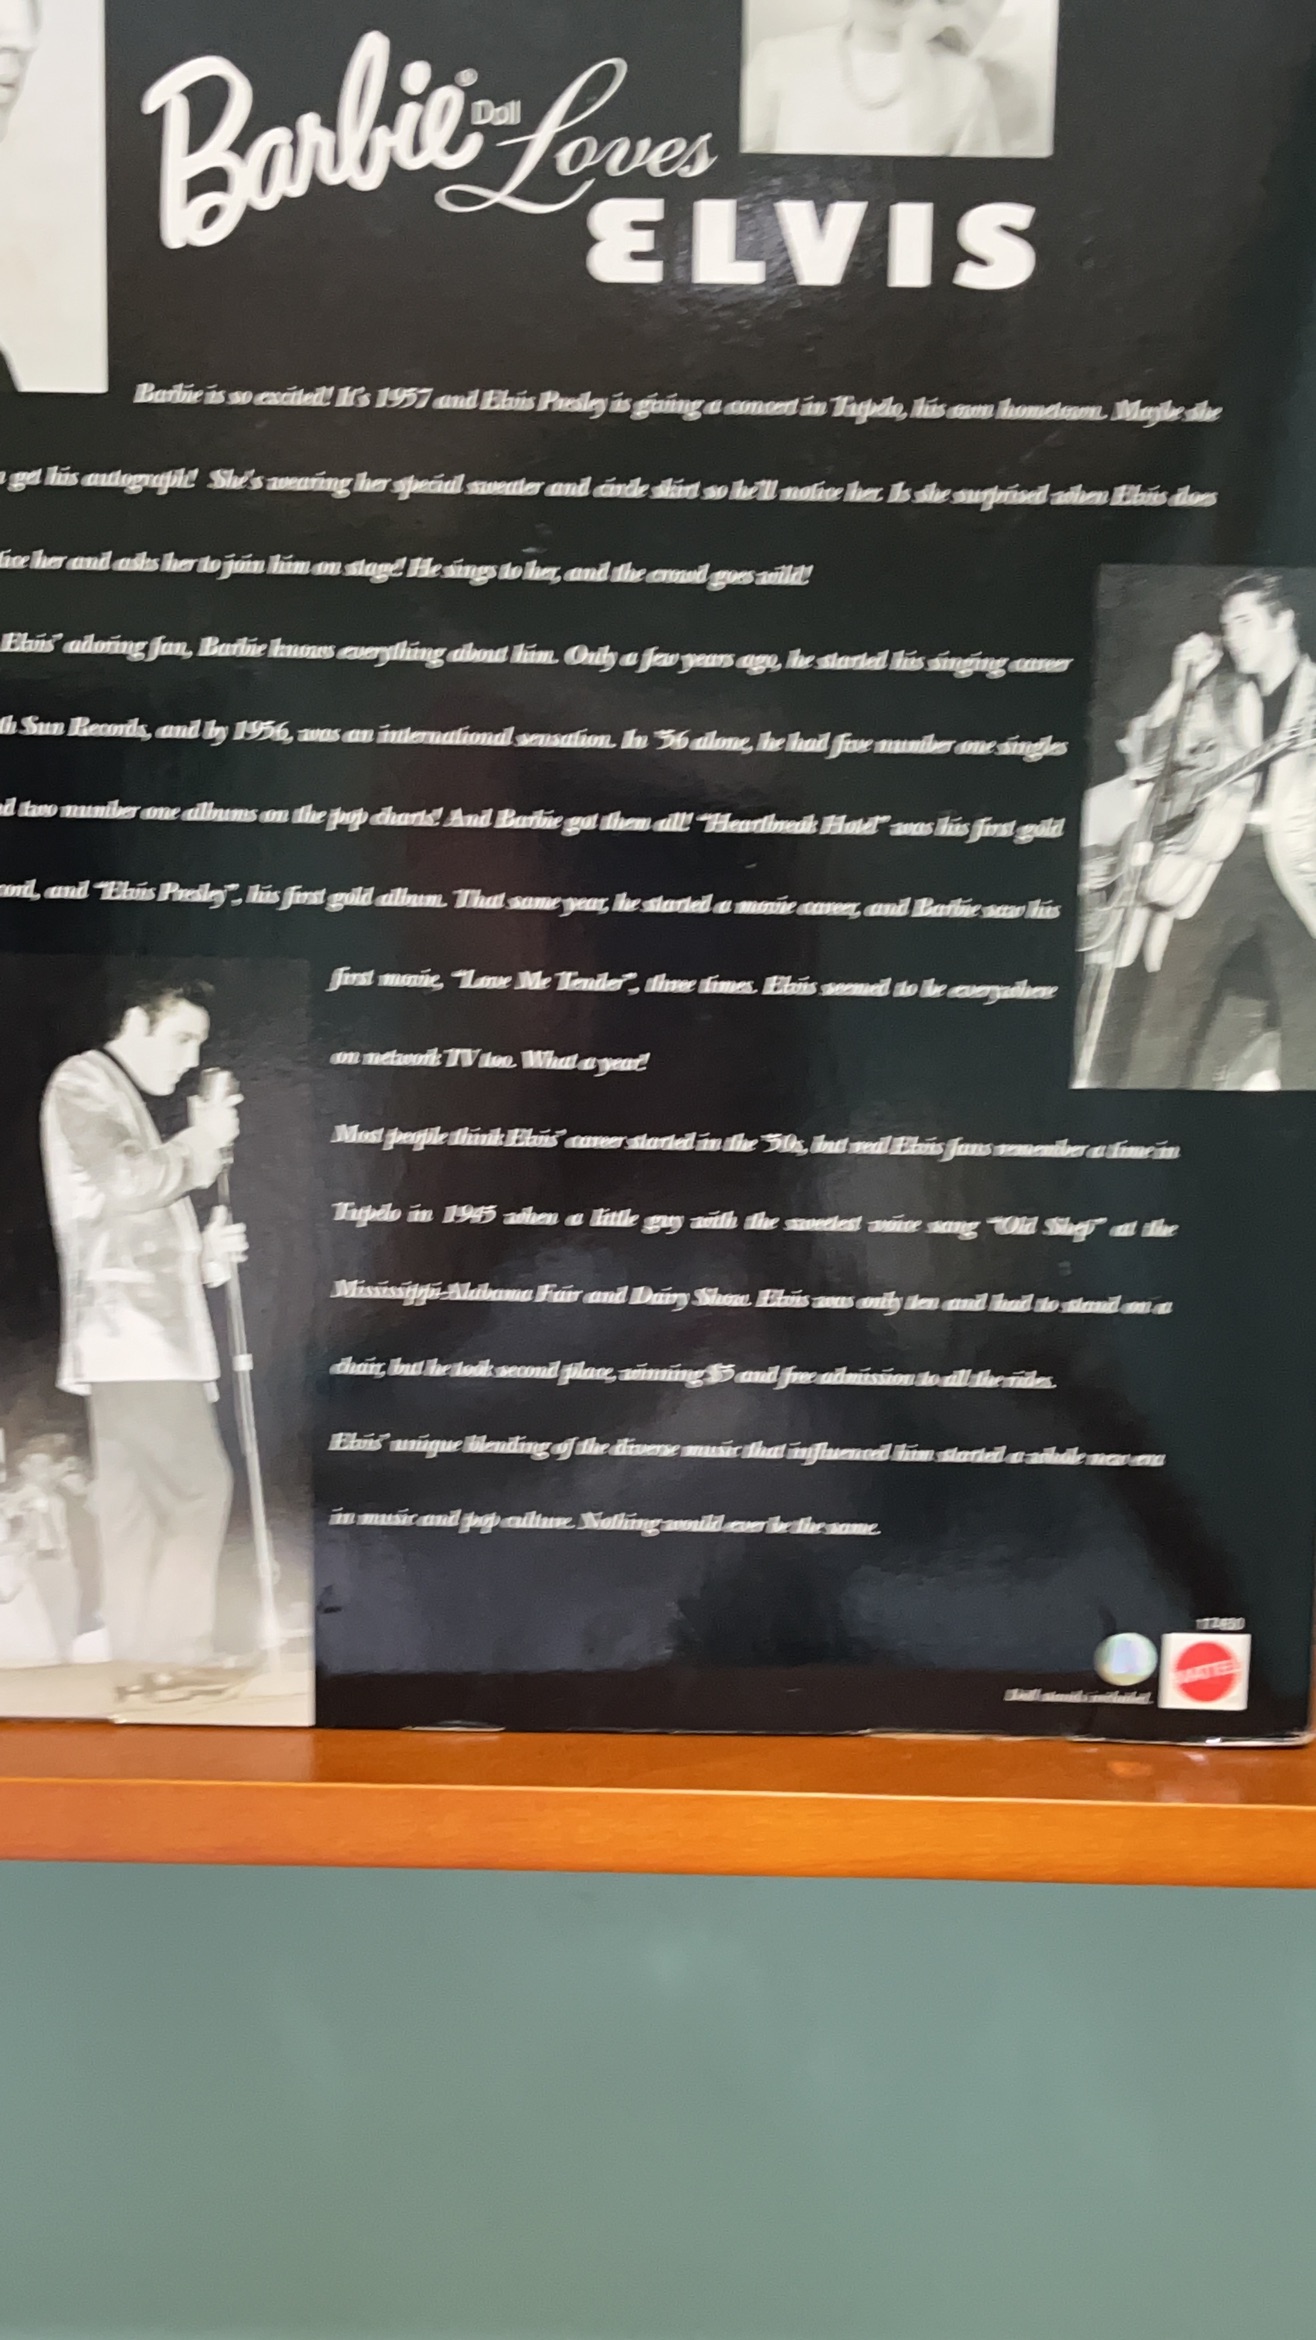 Barbie® Doll Loves
ELVIS
Barbie is so excited! It's 1957 and Elvis Presley is giving a concert in Tupelo, his own hometown. Maybe she
get his autograph! She's wearing her special sweater and circle skirt so he'll notice her. Is she surprised when Elvis does
her and asks her to join him on stage! He sings to her, and the crowd goes wild!
Elvis' adoring fan, Barbie knows everything about him. Only a few years ago, he started his singing career
Sun Records, and by 1956, was an international sensation. In '56 alone, he had five number one singles
two number one albums on the pop charts! And Barbie got them all! "Heartbreak Hotel" was his first gold
and "Elvis Presley", his first gold album. That same year, he started a movie career, and Barbie saw his
first movie, "Love Me Tender", three times. Elvis seemed to be everywhere
on network TV too. What a year!
Most people think Elvis' career started in the '50s, but real Elvis fans remember a time in
Tupelo in 1945 when a little guy with the sweetest voice sang "Old Shep" at the
Mississippi-Alabama Fair and Dairy Show. Elvis was only ten and had to stand on a
chair, but he took second place, winning $5 and free admission to all the rides.
Elvis' unique blending of the diverse music that influenced him started a whole new era
in music and pop culture. Nothing would ever be the same.
Doll stands included.
MATTEL